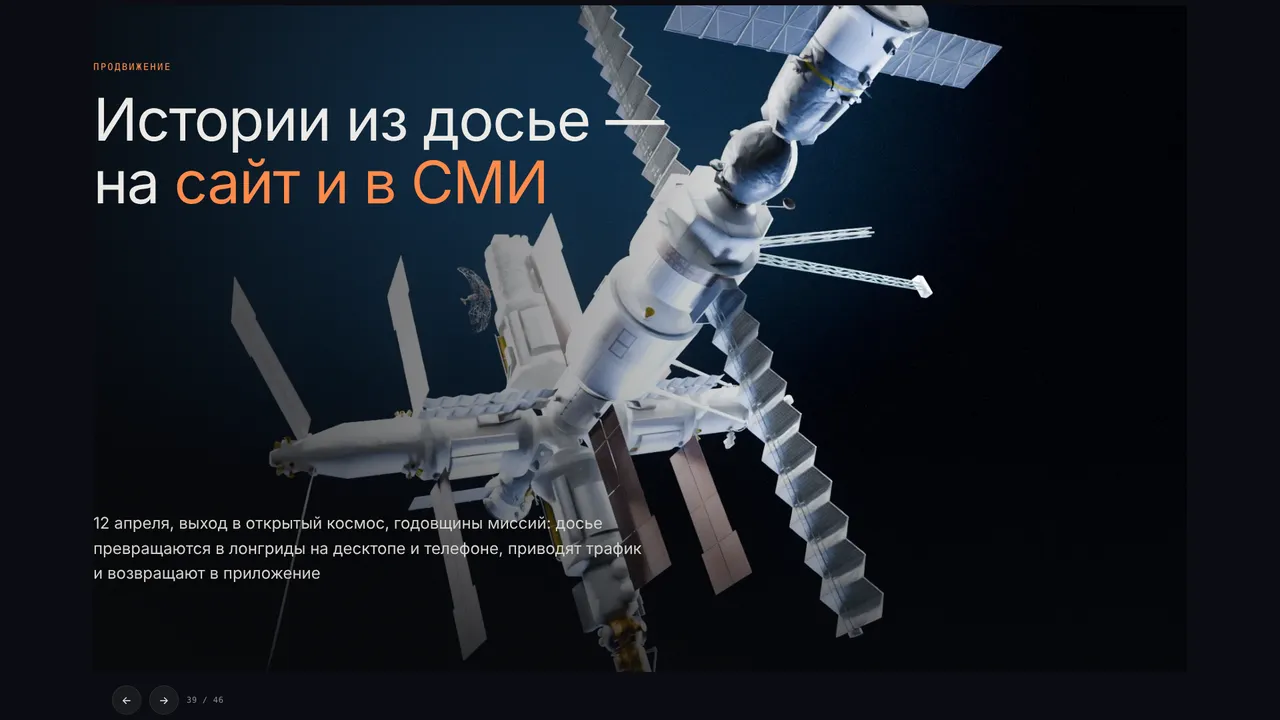 ПРОДВИЖЕНИЕ
Истории из досье —
на сайт и в СМИ
12 апреля, выход в открытый космос, годовщины миссий: досье
превращаются в лонгриды на десктопе и телефоне, приводят трафик
и возвращают в приложение
← → 39 / 46